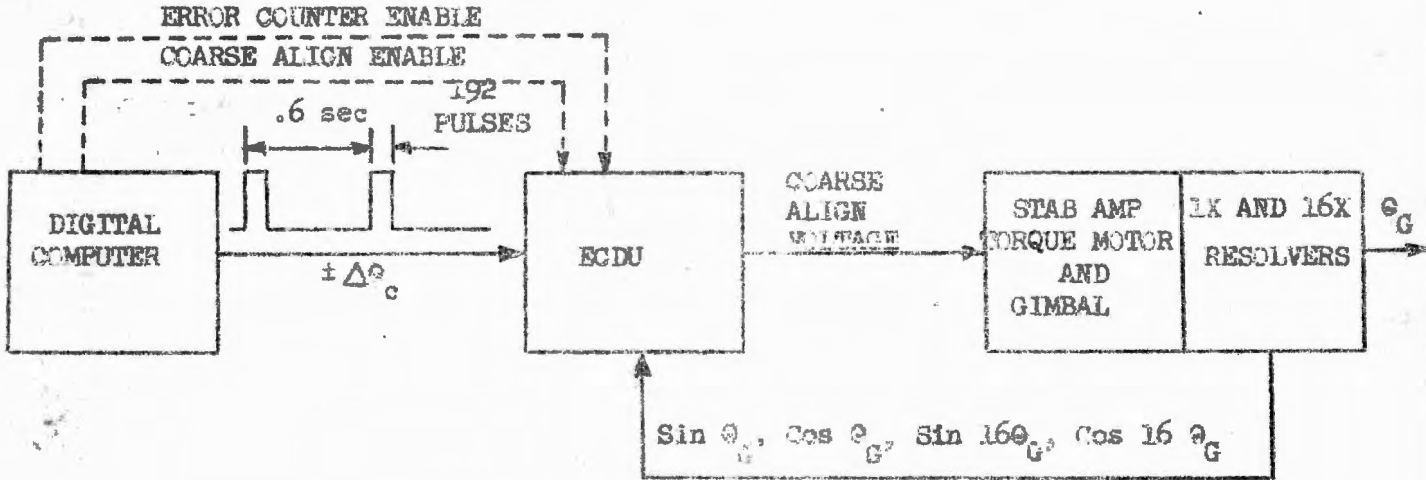 ERROR COUNTER ENABLE
COARSE ALIGN ENABLE
.6 sec
192
PULSES
DIGITAL
COMPUTER
± ΔΘc
ECDU
COARSE
ALIGN
VOLTAGE
STAB AMP
TORQUE MOTOR
AND
GIMBAL
1X AND 16X
RESOLVERS
ΘG
Sin ΘG, Cos ΘG, Sin 16ΘG, Cos 16 ΘG